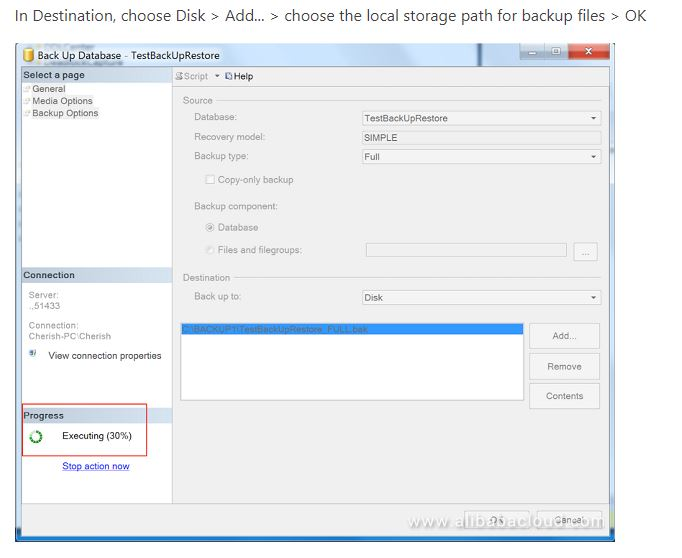 In Destination, choose Disk > Add... > choose the local storage path for backup files > OK
Back Up Database - TestBackUpRestore
Select a page
General
Media Options
Backup Options
Script
Help
Source
Database:
TestBackUpRestore
Recovery model:
SIMPLE
Backup type:
Full
Copy-only backup
Backup component:
Database
Files and filegroups:
...
Destination
Back up to:
Disk
C:\BACKUP1\TestBackUpRestore_FULL.bak
Add...
Remove
Contents
Connection
Server:
..51433
Connection:
Cherish-PC\Cherish
View connection properties
Progress
Executing (30%)
Stop action now
OK
Cancel
www.alibabacloud.com